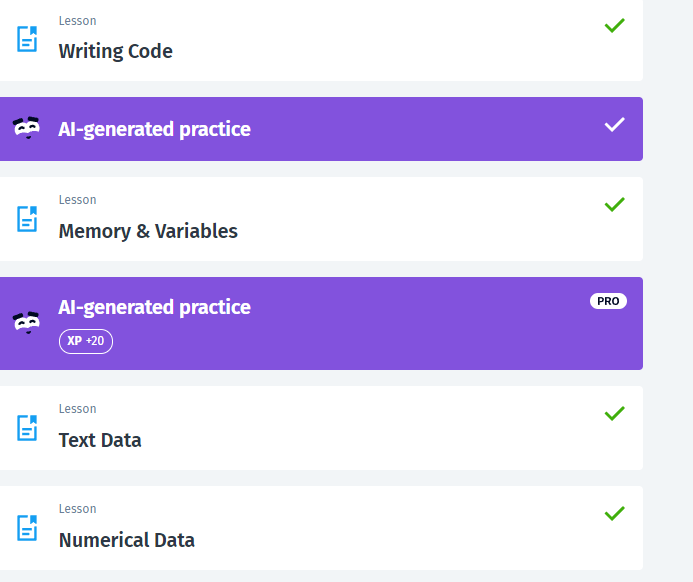 Lesson
Writing Code
AI-generated practice
Lesson
Memory & Variables
AI-generated practice
PRO
XP +20
Lesson
Text Data
Lesson
Numerical Data